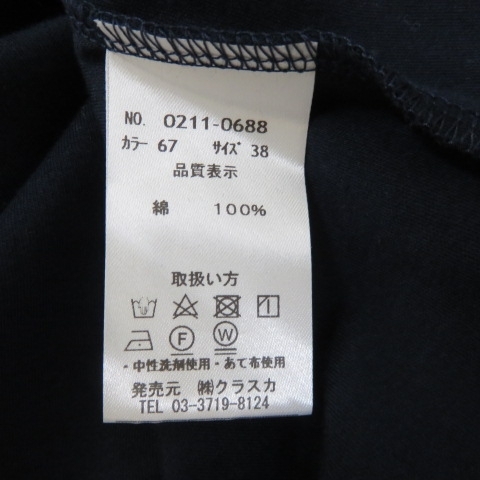 NO. 0211-0688
ｶﾗｰ 67 ｻｲｽﾞ 38
品質表示
綿 100%
取扱い方
F W
・中性洗剤使用・あて布使用
発売元 ㈱クラスカ
TEL 03-3719-8124